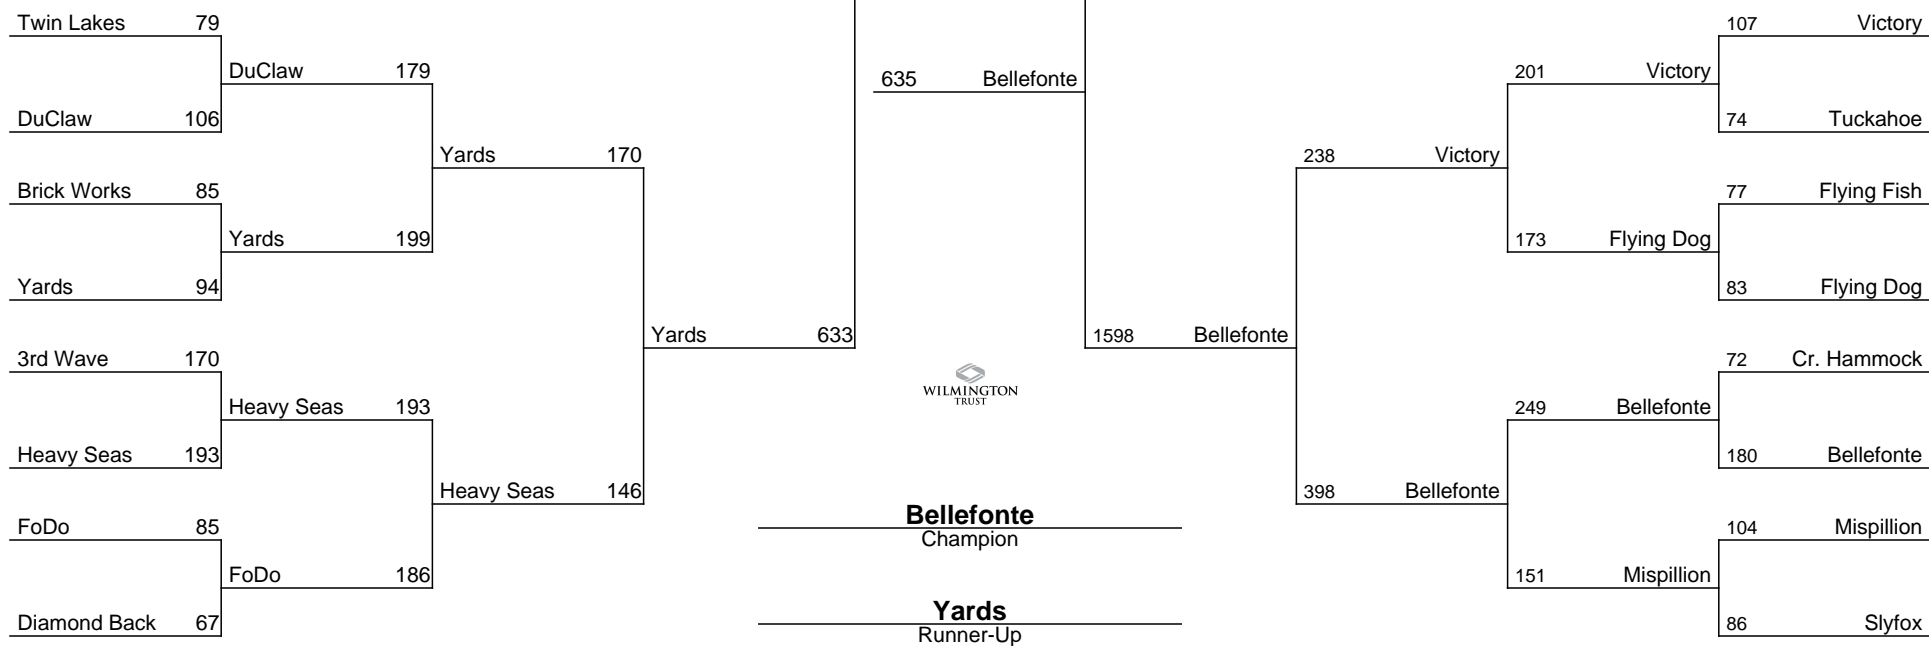 Twin Lakes 79
DuClaw 179
DuClaw 106
Yards 170
Brick Works 85
Yards 199
Yards 94
Yards 633
3rd Wave 170
Heavy Seas 193
Heavy Seas 193
Heavy Seas 146
FoDo 85
FoDo 186
Diamond Back 67
635 Bellefonte
WILMINGTON
TRUST
Bellefonte
Champion
Yards
Runner-Up
107 Victory
201 Victory
74 Tuckahoe
238 Victory
77 Flying Fish
173 Flying Dog
83 Flying Dog
1598 Bellefonte
72 Cr. Hammock
249 Bellefonte
180 Bellefonte
398 Bellefonte
104 Mispillion
151 Mispillion
86 Slyfox